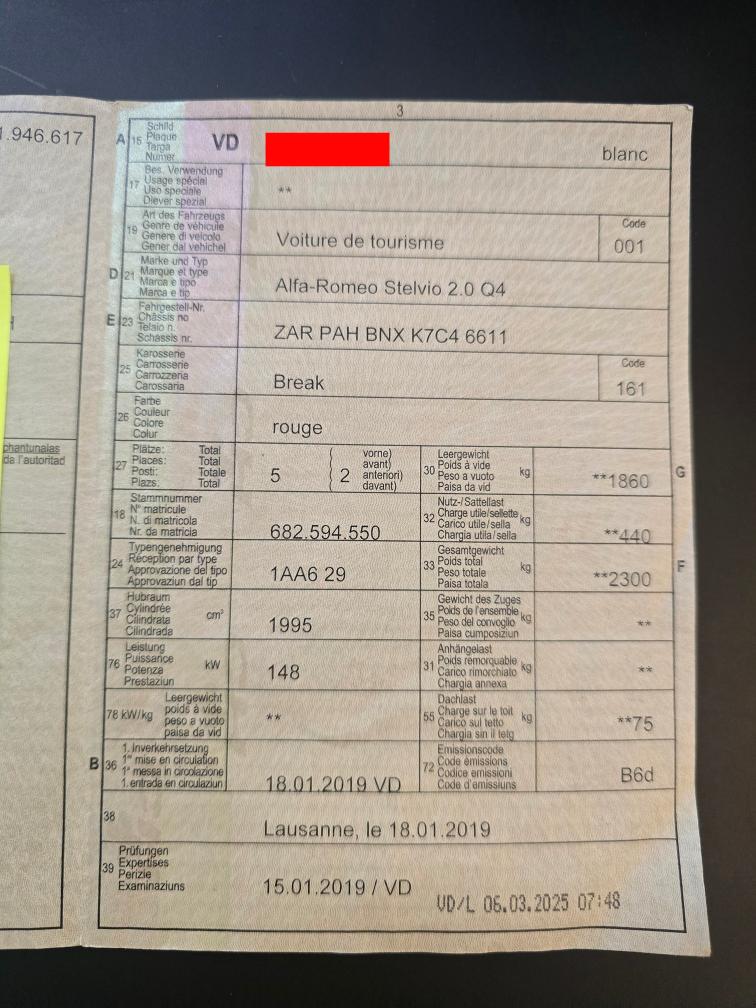 3
1.946.617
A 15 Schild
Plaque
Targa
Numer
VD
blanc
17 Bes. Verwendung
Usage spécial
Uso speciale
Diever spezial
**
19 Art des Fahrzeugs
Genre de véhicule
Genere di veicolo
Gener dal vehichel
Voiture de tourisme
Code
001
D 21 Marke und Typ
Marque et type
Marca e tipo
Marca e tip
Alfa-Romeo Stelvio 2.0 Q4
E 23 Fahrgestell-Nr.
Châssis no
Telaio n.
Schassis nr.
ZAR PAH BNX K7C4 6611
25 Karosserie
Carrosserie
Carrozzeria
Carossaria
Break
Code
161
26 Farbe
Couleur
Colore
Colur
rouge
chantunalas
da l'autoritad
27 Plätze: Total
Places: Total
Posti: Totale
Plazs: Total
5 ( 2 vorne)
avant)
anteriori)
davant)
30 Leergewicht
Poids à vide
Peso a vuoto
Paisa da vid
kg
**1860
G
18 Stammnummer
N° matricule
N. di matricola
Nr. da matricla
682.594.550
32 Nutz-/Sattellast
Charge utile/sellette
Carico utile/sella
Chargia utila/sella
kg
**440
24 Typengenehmigung
Réception par type
Approvazione del tipo
Approvaziun dal tip
1AA6 29
33 Gesamtgewicht
Poids total
Peso totale
Paisa totala
kg
**2300
F
37 Hubraum
Cylindrée
Cilindrata
Cilindrada
cm³
1995
35 Gewicht des Zuges
Poids de l'ensemble
Peso del convoglio
Paisa cumposiziun
kg
**
76 Leistung
Puissance
Potenza
Prestaziun
kW
148
31 Anhängelast
Poids remorquable
Carico rimorchiato
Chargia annexa
kg
**
78 kW/kg Leergewicht
poids à vide
peso a vuoto
paisa da vid
**
55 Dachlast
Charge sur le toit
Carico sul tetto
Chargia sin il tetg
kg
**75
B 36 1. Inverkehrsetzung
1re mise en circulation
1a messa in circolazione
1. entrada en circulaziun
18.01.2019 VD
72 Emissionscode
Code émissions
Codice emissioni
Code d'emissiuns
B6d
38
Lausanne, le 18.01.2019
39 Prüfungen
Expertises
Perizie
Examinaziuns
15.01.2019 / VD
VD/L 06.03.2025 07:48